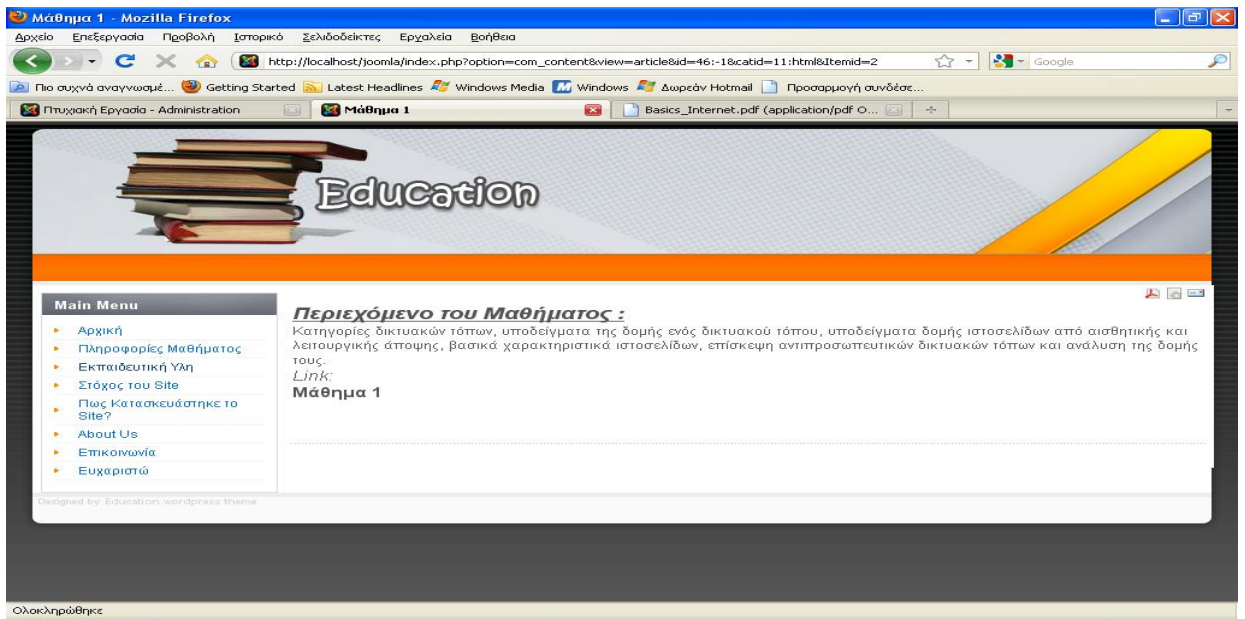 Μάθημα 1 - Mozilla Firefox
Αρχείο Επεξεργασία Προβολή Ιστορικό Σελιδοδείκτες Εργαλεία Βοήθεια
http://localhost/joomla/index.php?option=com_content&view=article&id=46:-1&catid=11:html&Itemid=2 Google
Πιο συχνά αναγνωσμέ... Getting Started Latest Headlines Windows Media Windows Δωρεάν Hotmail Προσαρμογή συνδέσε...
Πτυχιακή Εργασία - Administration Μάθημα 1 Basics_Internet.pdf (application/pdf Ο...
Education
Main Menu
Αρχική
Πληροφορίες Μαθήματος
Εκπαιδευτική Υλη
Στόχος του Site
Πως Κατασκευάστηκε το
Site?
About Us
Επικοινωνία
Ευχαριστώ
Περιεχόμενο του Μαθήματος :
Κατηγορίες δικτυακών τόπων, υποδείγματα της δομής ενός δικτυακού τόπου, υποδείγματα δομής ιστοσελίδων από αισθητικής και
λειτουργικής άποψης, βασικά χαρακτηριστικά ιστοσελίδων, επίσκεψη αντιπροσωπευτικών δικτυακών τόπων και ανάλυση της δομής
τους.
Link:
Μάθημα 1
Designed by Education wordpress theme
Ολοκληρώθηκε